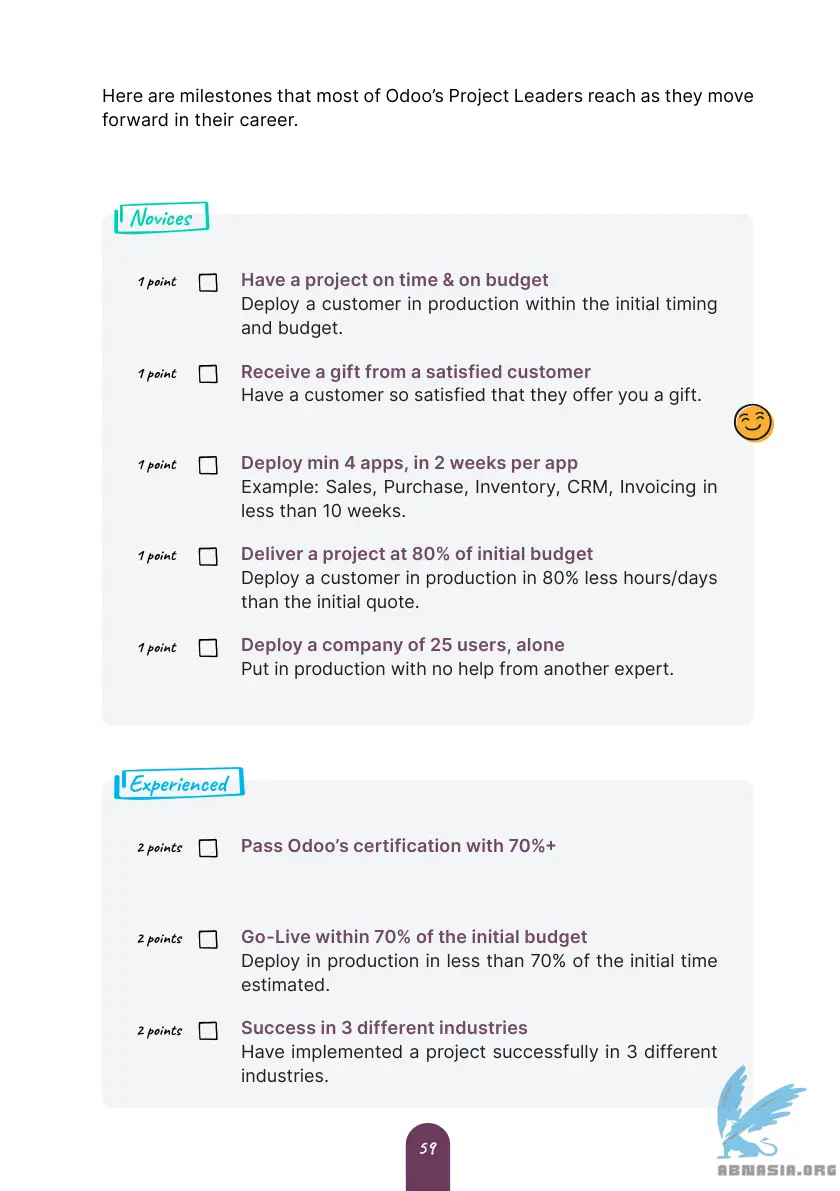 Here are milestones that most of Odoo's Project Leaders reach as they move
forward in their career.
Novices
1 point
Have a project on time & on budget
Deploy a customer in production within the initial timing
and budget.
1 point
Receive a gift from a satisfied customer
Have a customer so satisfied that they offer you a gift.
1 point
Deploy min 4 apps, in 2 weeks per app
Example: Sales, Purchase, Inventory, CRM, Invoicing in
less than 10 weeks.
1 point
Deliver a project at 80% of initial budget
Deploy a customer in production in 80% less hours/days
than the initial quote.
1 point
Deploy a company of 25 users, alone
Put in production with no help from another expert.
Experienced
2 points
Pass Odoo's certification with 70%+
2 points
Go-Live within 70% of the initial budget
Deploy in production in less than 70% of the initial time
estimated.
2 points
Success in 3 different industries
Have implemented a project successfully in 3 different
industries.
59
ABNASIA.ORG